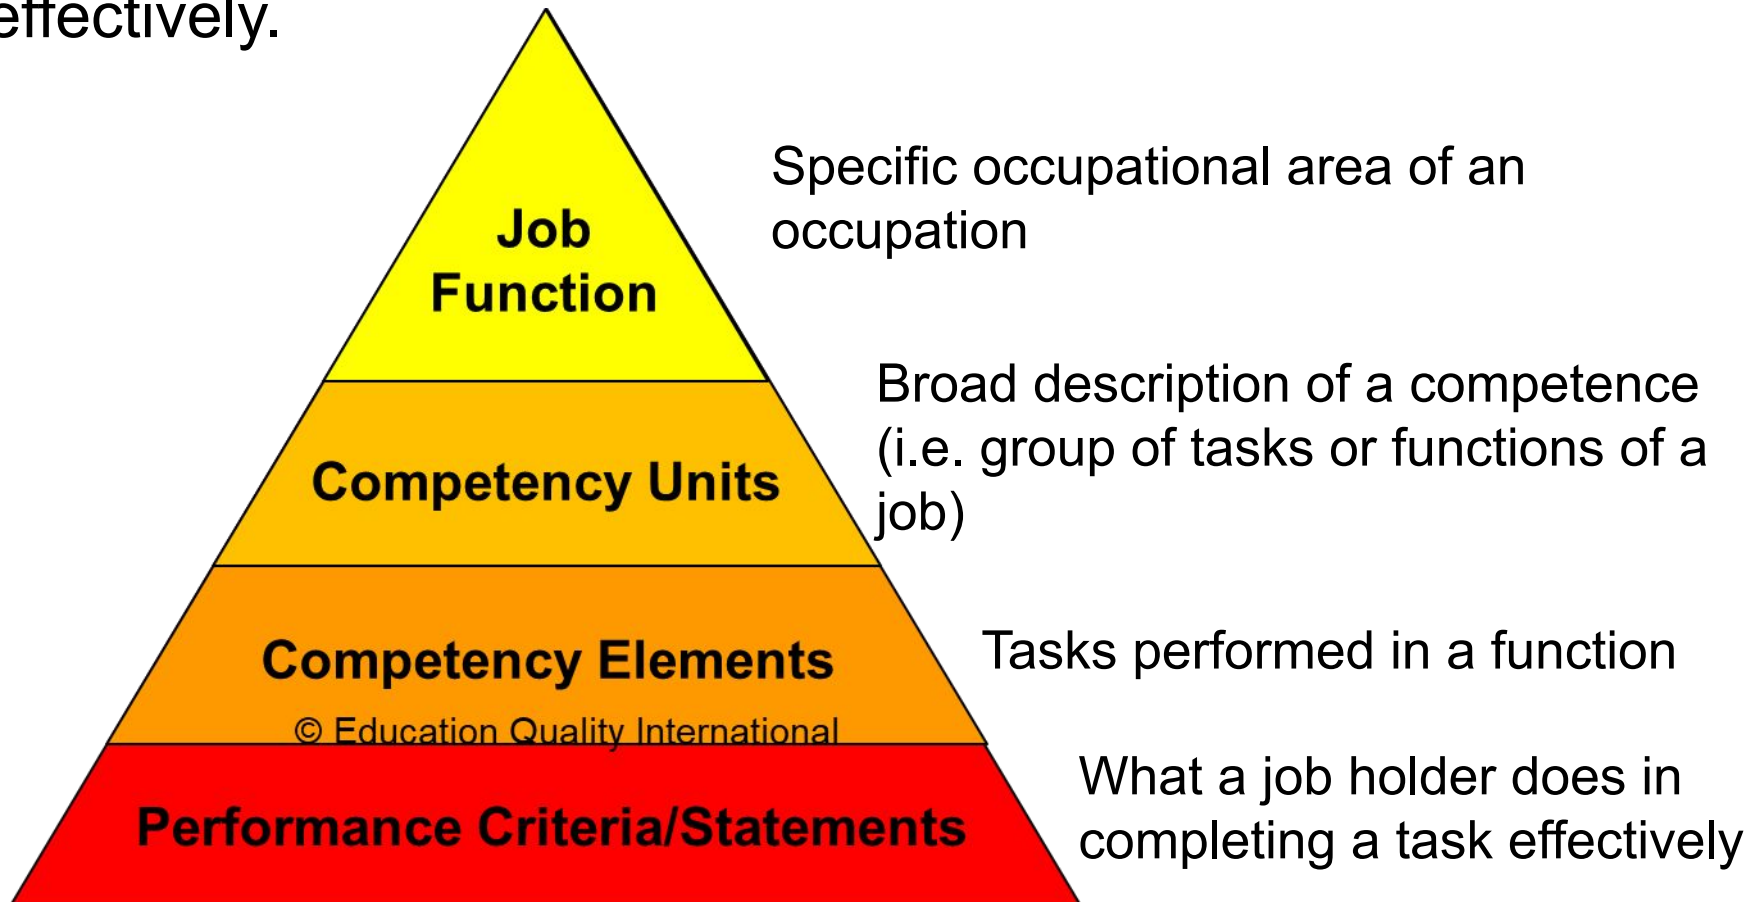 effectively.
Job
Function
Specific occupational area of an
occupation
Competency Units
Broad description of a competence
(i.e. group of tasks or functions of a
job)
Competency Elements
Tasks performed in a function
© Education Quality International
Performance Criteria/Statements
What a job holder does in
completing a task effectively